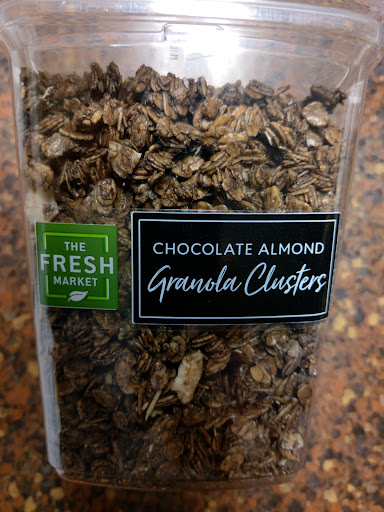 THE
FRESH
MARKET
CHOCOLATE ALMOND
Granola Clusters